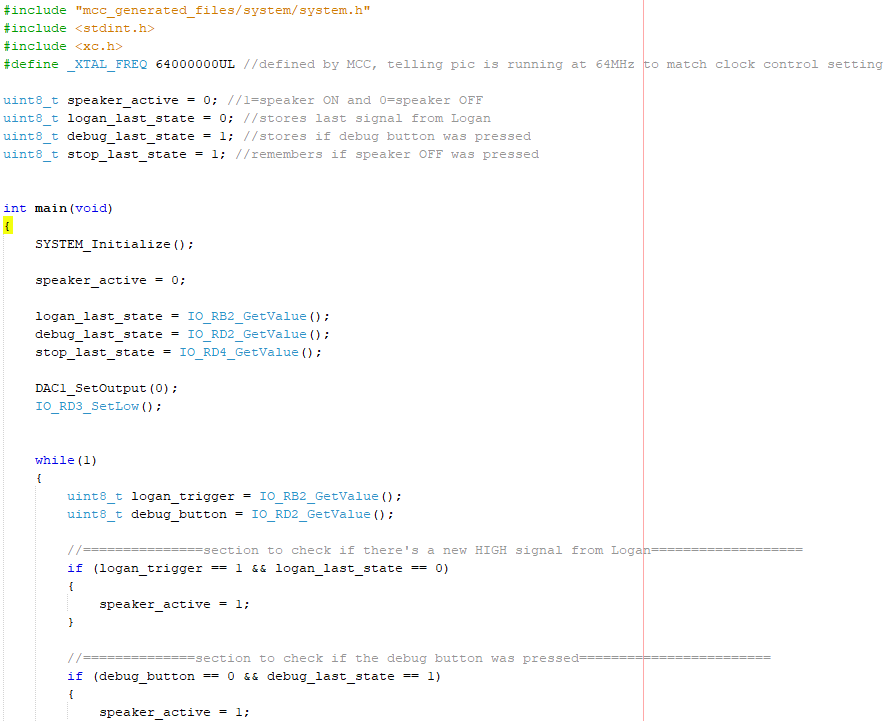 #include "mcc_generated_files/system/system.h"
#include <stdint.h>
#include <xc.h>
#define _XTAL_FREQ 64000000UL //defined by MCC, telling pic is running at 64MHz to match clock control setting
uint8_t speaker_active = 0; //1=speaker ON and 0=speaker OFF
uint8_t logan_last_state = 0; //stores last signal from Logan
uint8_t debug_last_state = 1; //stores if debug button was pressed
uint8_t stop_last_state = 1; //remembers if speaker OFF was pressed
int main(void)
{
    SYSTEM_Initialize();
    speaker_active = 0;
    logan_last_state = IO_RB2_GetValue();
    debug_last_state = IO_RD2_GetValue();
    stop_last_state = IO_RD4_GetValue();
    DAC1_SetOutput(0);
    IO_RD3_SetLow();
    while(1)
    {
        uint8_t logan_trigger = IO_RB2_GetValue();
        uint8_t debug_button = IO_RD2_GetValue();
        //===============section to check if there's a new HIGH signal from Logan===================
        if (logan_trigger == 1 && logan_last_state == 0)
        {
            speaker_active = 1;
        }
        //==============section to check if the debug button was pressed========================
        if (debug_button == 0 && debug_last_state == 1)
        {
            speaker_active = 1;